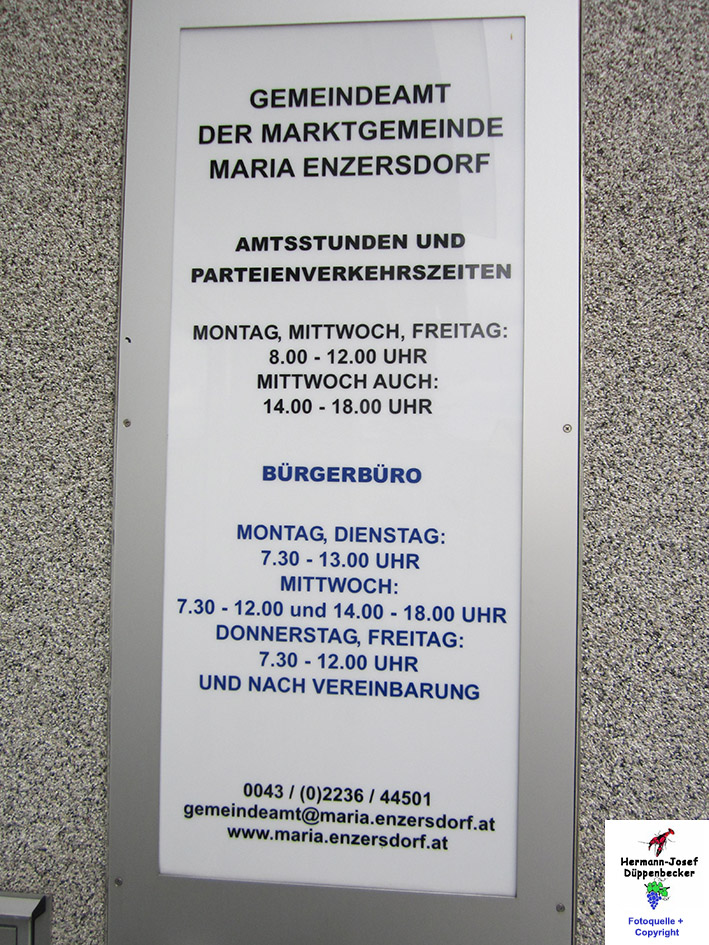 GEMEINDEAMT
DER MARKTGEMEINDE
MARIA ENZERSDORF
AMTSSTUNDEN UND
PARTEIENVERKEHRSZEITEN
MONTAG, MITTWOCH, FREITAG:
8.00 - 12.00 UHR
MITTWOCH AUCH:
14.00 - 18.00 UHR
BÜRGERBÜRO
MONTAG, DIENSTAG:
7.30 - 13.00 UHR
MITTWOCH:
7.30 - 12.00 und 14.00 - 18.00 UHR
DONNERSTAG, FREITAG:
7.30 - 12.00 UHR
UND NACH VEREINBARUNG
0043 / (0)2236 / 44501
gemeindeamt@maria.enzersdorf.at
www.maria.enzersdorf.at
Hermann-Josef
Düppenbecker
Fotoquelle +
Copyright